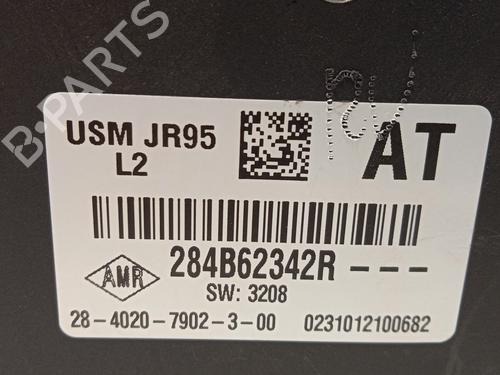 B-PARTS
USM JR95
L2
AT
AMR
284B62342R---
SW: 3208
28-4020-7902-3-00 0231012100682